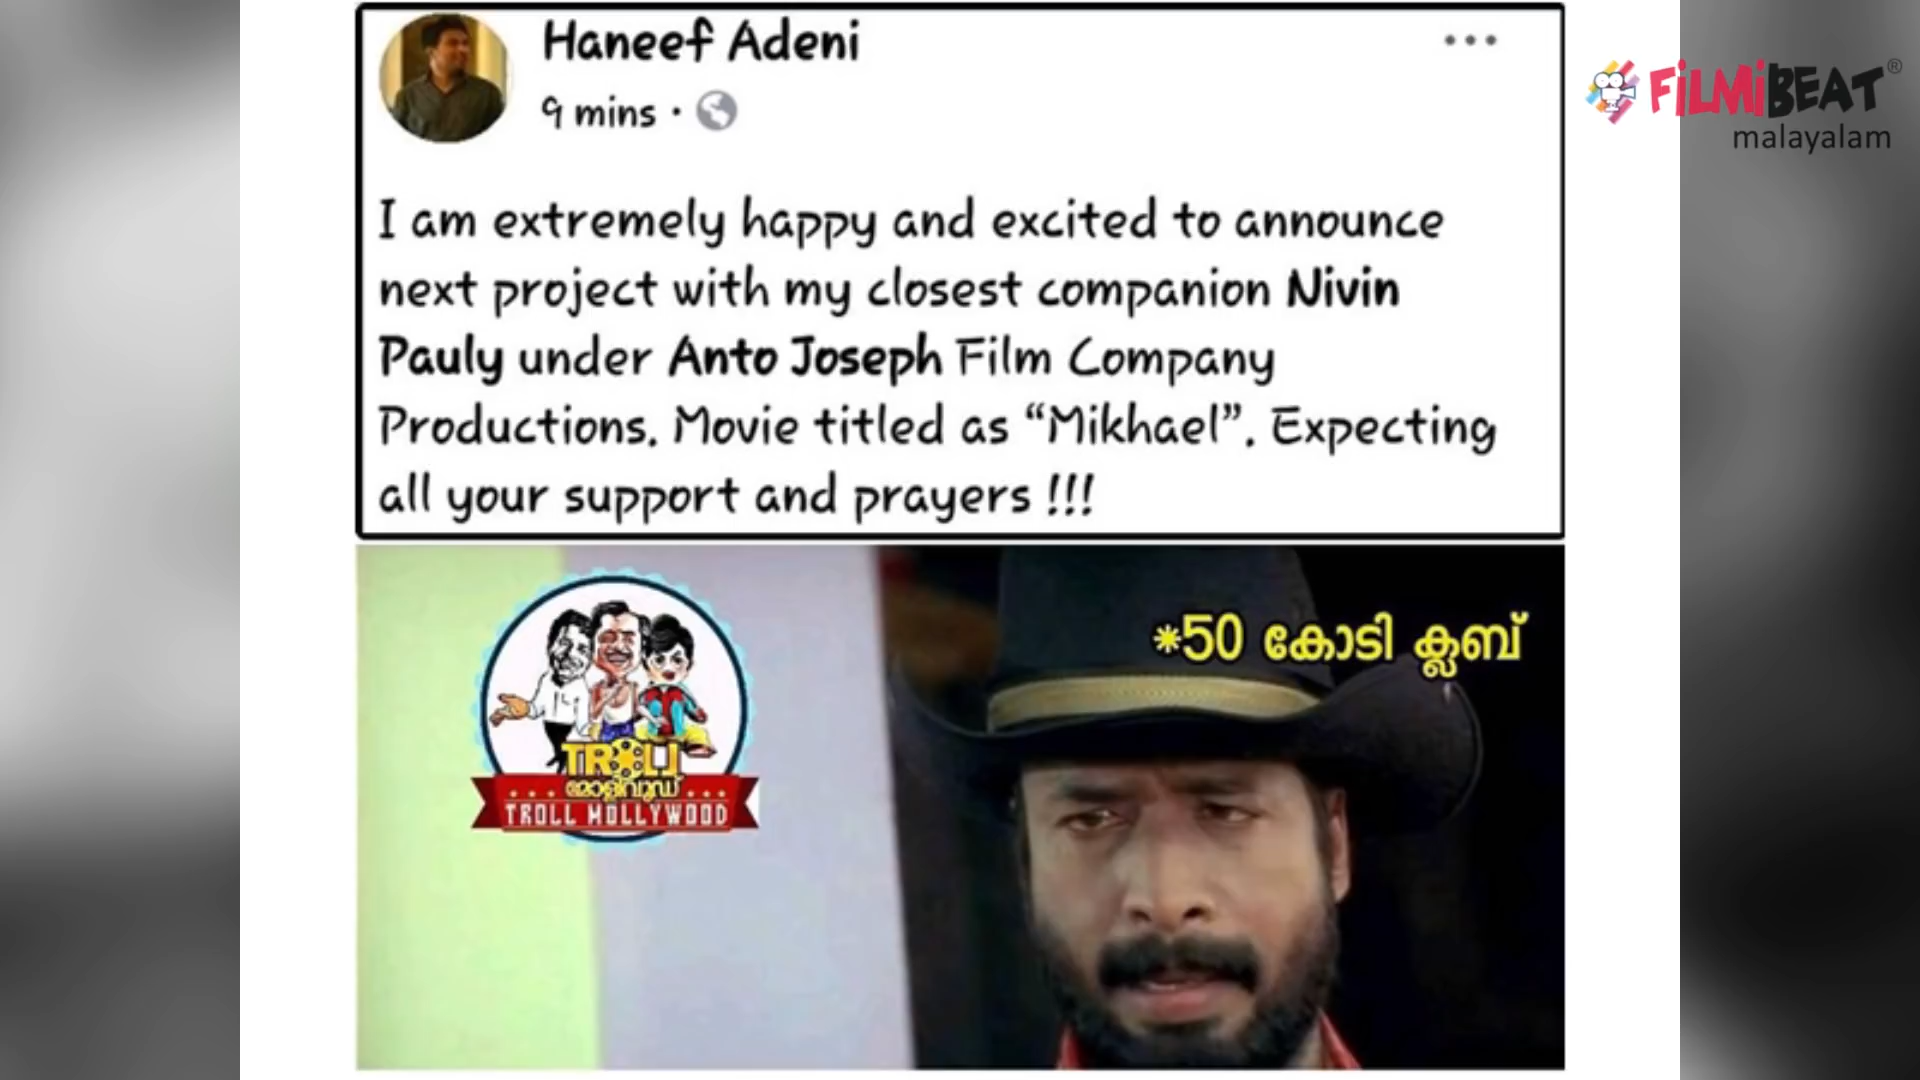 Haneef Adeni
9 mins ·
FiLMiBEAT®
malayalam
I am extremely happy and excited to announce
next project with my closest companion Nivin
Pauly under Anto Joseph Film Company
Productions. Movie titled as “Mikhael”. Expecting
all your support and prayers !!!
*50 കോടി ക്ലബ്
TROLL
മോളിവുഡ്
TROLL MOLLYWOOD